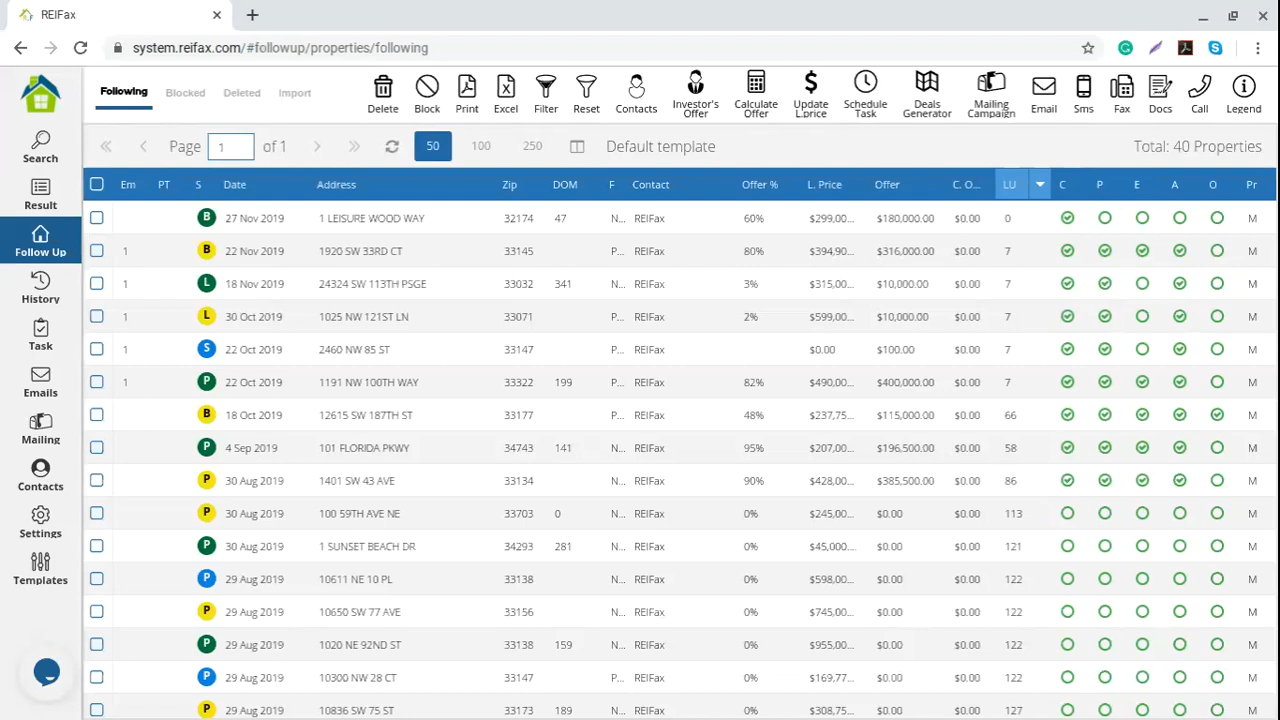 REIFax
system.reifax.com/#followup/properties/following
Following Blocked Deleted Import
Delete Block Print Excel Filter Reset Contacts Investor's Offer Calculate Offer Update L.price Schedule Task Deals Generator Mailing Campaign Email Sms Fax Docs Call Legend
Page 1 of 1 50 100 250 Default template Total: 40 Properties
Search
Result
Follow Up
History
Task
Emails
Mailing
Contacts
Settings
Templates
Em PT S Date Address Zip DOM F Contact Offer % L. Price Offer C. O... LU C P E A O Pr
B 27 Nov 2019 1 LEISURE WOOD WAY 32174 47 N... REIFax 60% $299,00... $180,000.00 $0.00 0 M
1 B 22 Nov 2019 1920 SW 33RD CT 33145 P... REIFax 80% $394,90... $316,000.00 $0.00 7 M
1 L 18 Nov 2019 24324 SW 113TH PSGE 33032 341 N... REIFax 3% $315,00... $10,000.00 $0.00 7 M
1 L 30 Oct 2019 1025 NW 121ST LN 33071 P... REIFax 2% $599,00... $10,000.00 $0.00 7 M
1 S 22 Oct 2019 2460 NW 85 ST 33147 P... REIFax $0.00 $100.00 $0.00 7 M
1 P 22 Oct 2019 1191 NW 100TH WAY 33322 199 P... REIFax 82% $490,00... $400,000.00 $0.00 7 M
B 18 Oct 2019 12615 SW 187TH ST 33177 P... REIFax 48% $237,75... $115,000.00 $0.00 66 M
P 4 Sep 2019 101 FLORIDA PKWY 34743 141 N... REIFax 95% $207,00... $196,500.00 $0.00 58 M
P 30 Aug 2019 1401 SW 43 AVE 33134 N... REIFax 90% $428,00... $385,500.00 $0.00 86 M
P 30 Aug 2019 100 59TH AVE NE 33703 0 N... REIFax 0% $245,00... $0.00 $0.00 113 M
P 30 Aug 2019 1 SUNSET BEACH DR 34293 281 N... REIFax 0% $45,000.... $0.00 $0.00 121 M
P 29 Aug 2019 10611 NE 10 PL 33138 N... REIFax 0% $598,00... $0.00 $0.00 122 M
P 29 Aug 2019 10650 SW 77 AVE 33156 N... REIFax 0% $745,00... $0.00 $0.00 122 M
P 29 Aug 2019 1020 NE 92ND ST 33138 159 N... REIFax 0% $955,00... $0.00 $0.00 122 M
P 29 Aug 2019 10300 NW 28 CT 33147 P... REIFax 0% $169,77... $0.00 $0.00 122 M
P 29 Aug 2019 10836 SW 75 ST 33173 189 N... REIFax 0% $308,75... $0.00 $0.00 127 M